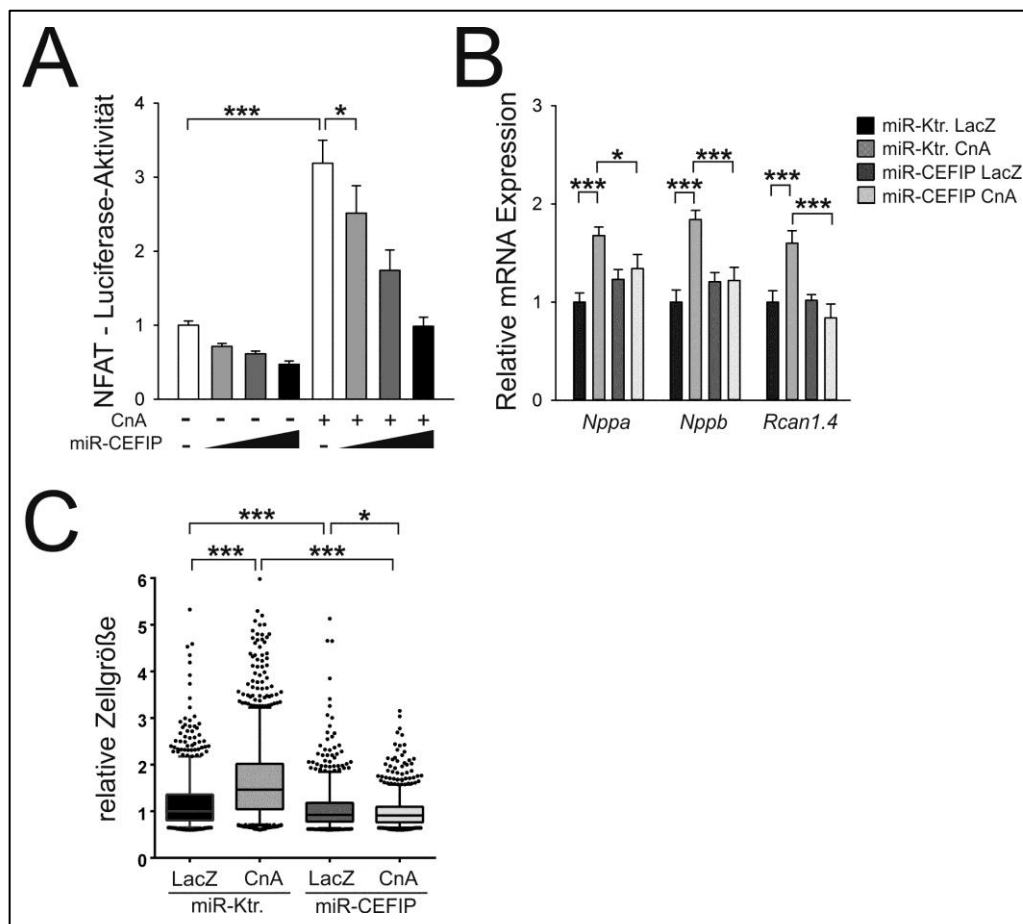 A
NFAT - Luciferase-Aktivität
4
3
2
1
0
***
*
CnA - - - - + + + +
miR-CEFIP - -
B
Relative mRNA Expression
3
2
1
0
*** * *** *** *** ***
Nppa Nppb Rcan1.4
miR-Ktr. LacZ
miR-Ktr. CnA
miR-CEFIP LacZ
miR-CEFIP CnA
C
relative Zellgröße
6
5
4
3
2
1
0
*** *
*** ***
LacZ CnA LacZ CnA
miR-Ktr. miR-CEFIP